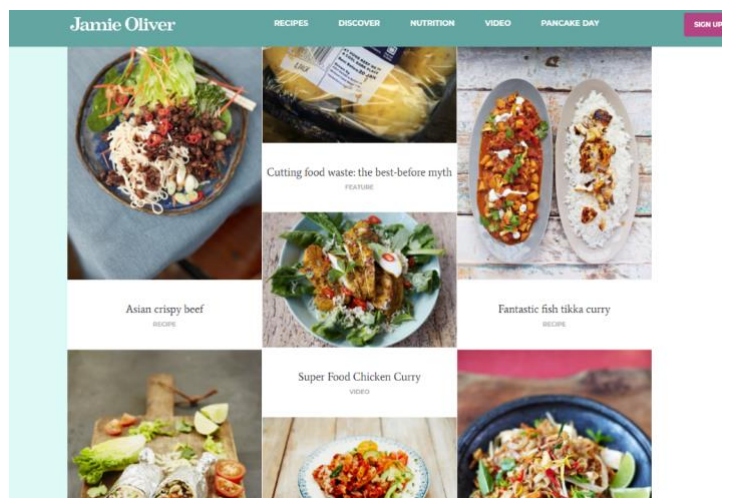 Jamie Oliver
RECIPES DISCOVER NUTRITION VIDEO PANCAKE DAY
SIGN UP
Cutting food waste: the best-before myth
FEATURE
Asian crispy beef
RECIPE
Fantastic fish tikka curry
RECIPE
Super Food Chicken Curry
VIDEO